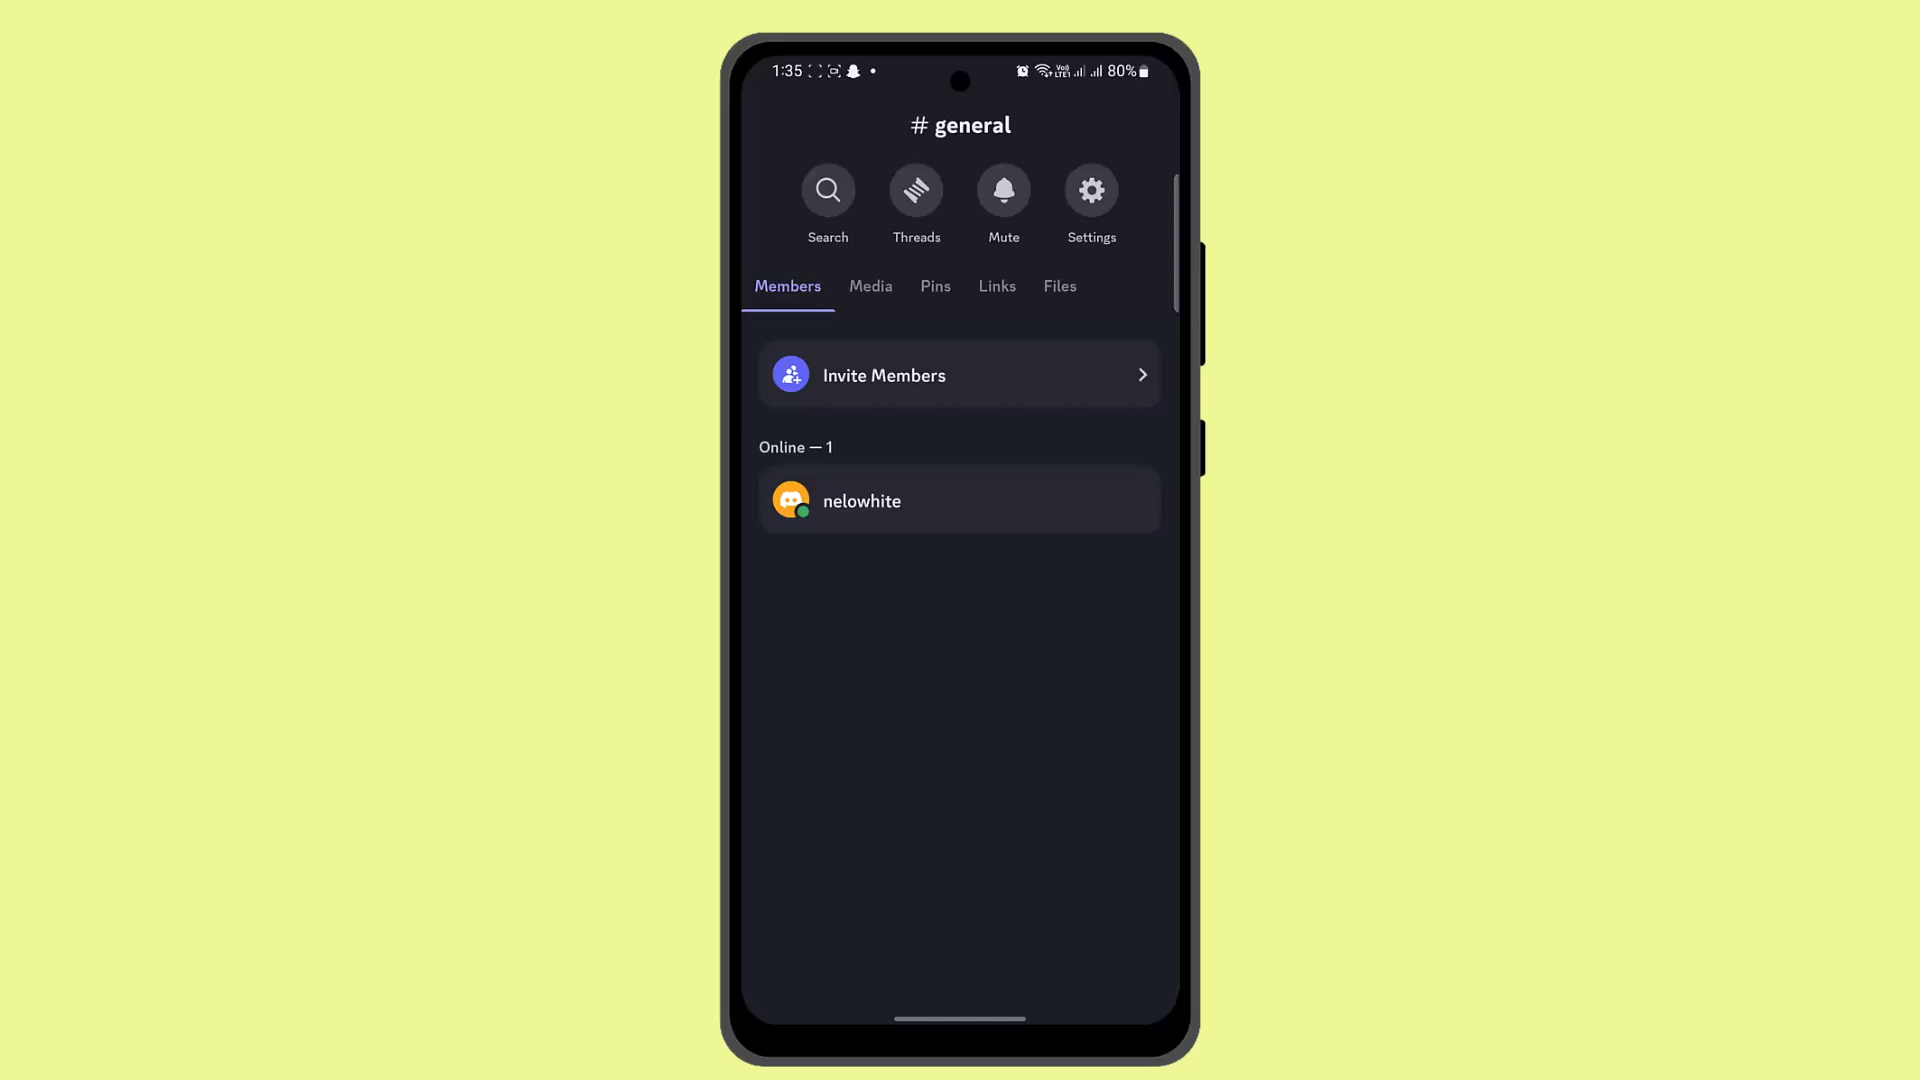 1:35 80%
# general
Search Threads Mute Settings
Members Media Pins Links Files
Invite Members
Online — 1
nelowhite